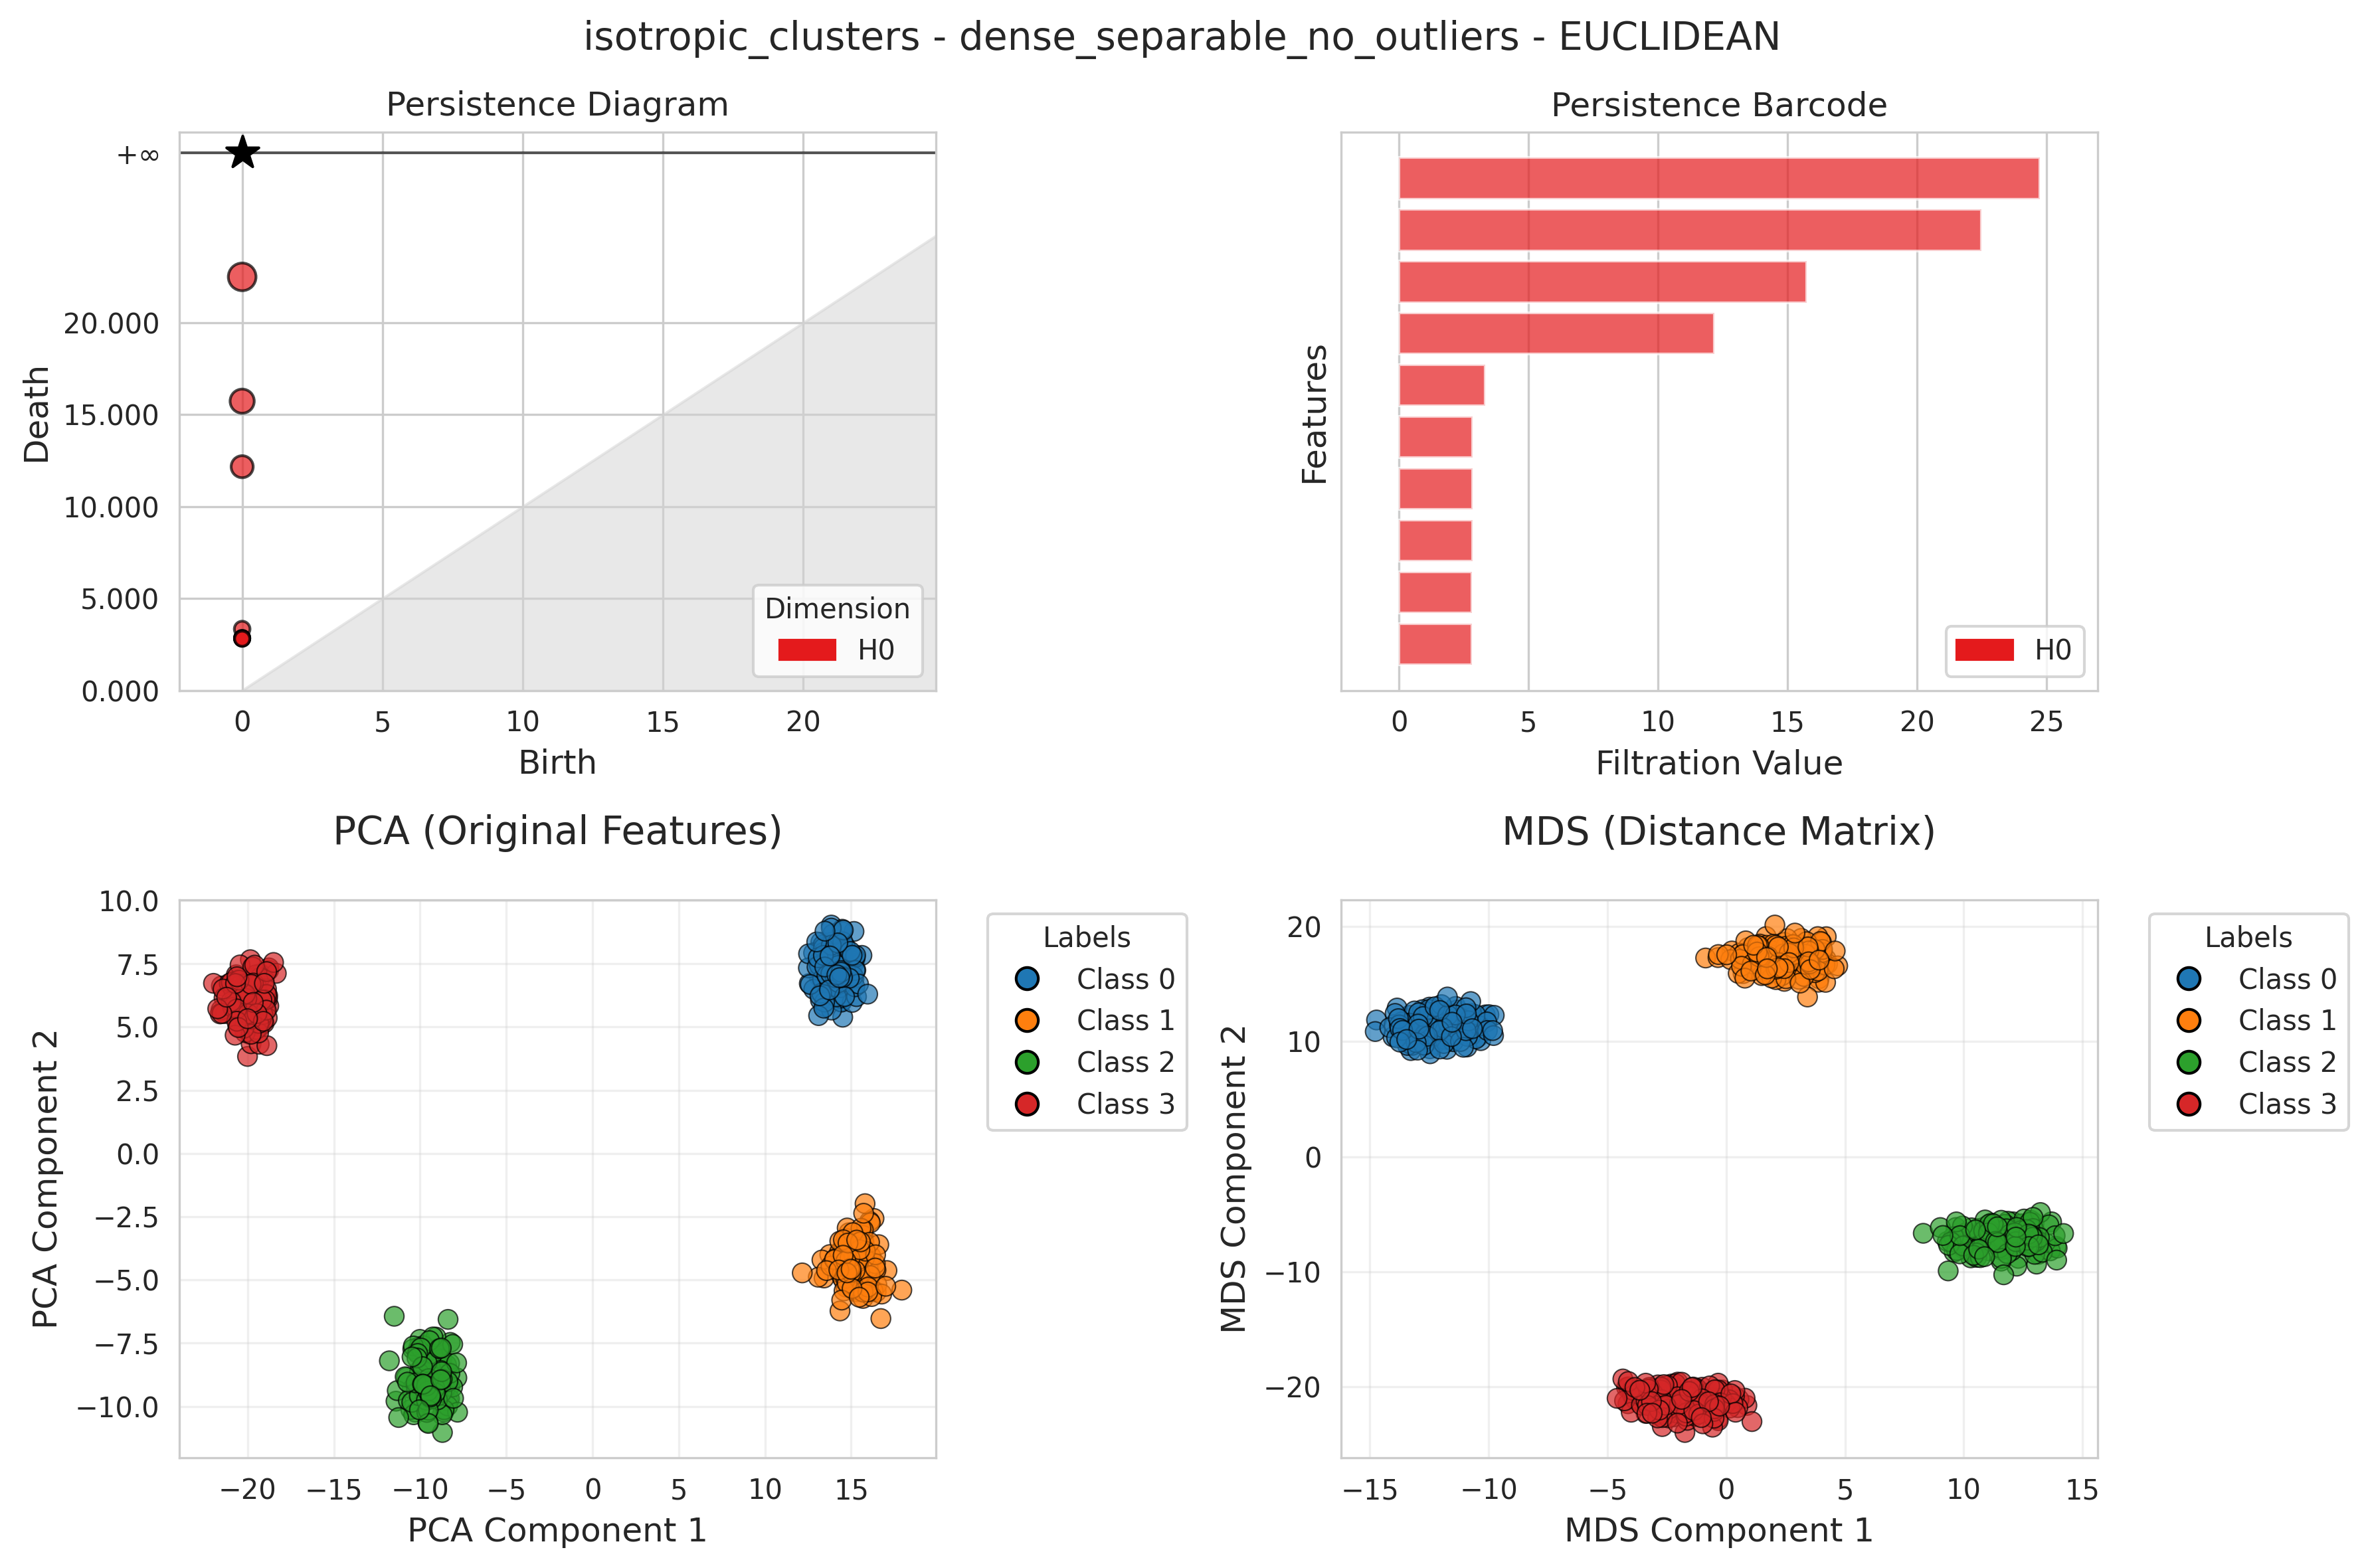 isotropic_clusters - dense_separable_no_outliers - EUCLIDEAN
Persistence Diagram
+∞
20.000
15.000
10.000
5.000
0.000
Death
0 5 10 15 20
Birth
Dimension
H0
Persistence Barcode
Features
0 5 10 15 20 25
Filtration Value
H0
PCA (Original Features)
10.0
7.5
5.0
2.5
0.0
−2.5
−5.0
−7.5
−10.0
PCA Component 2
−20 −15 −10 −5 0 5 10 15
PCA Component 1
Labels
Class 0
Class 1
Class 2
Class 3
MDS (Distance Matrix)
20
10
0
−10
−20
MDS Component 2
−15 −10 −5 0 5 10 15
MDS Component 1
Labels
Class 0
Class 1
Class 2
Class 3